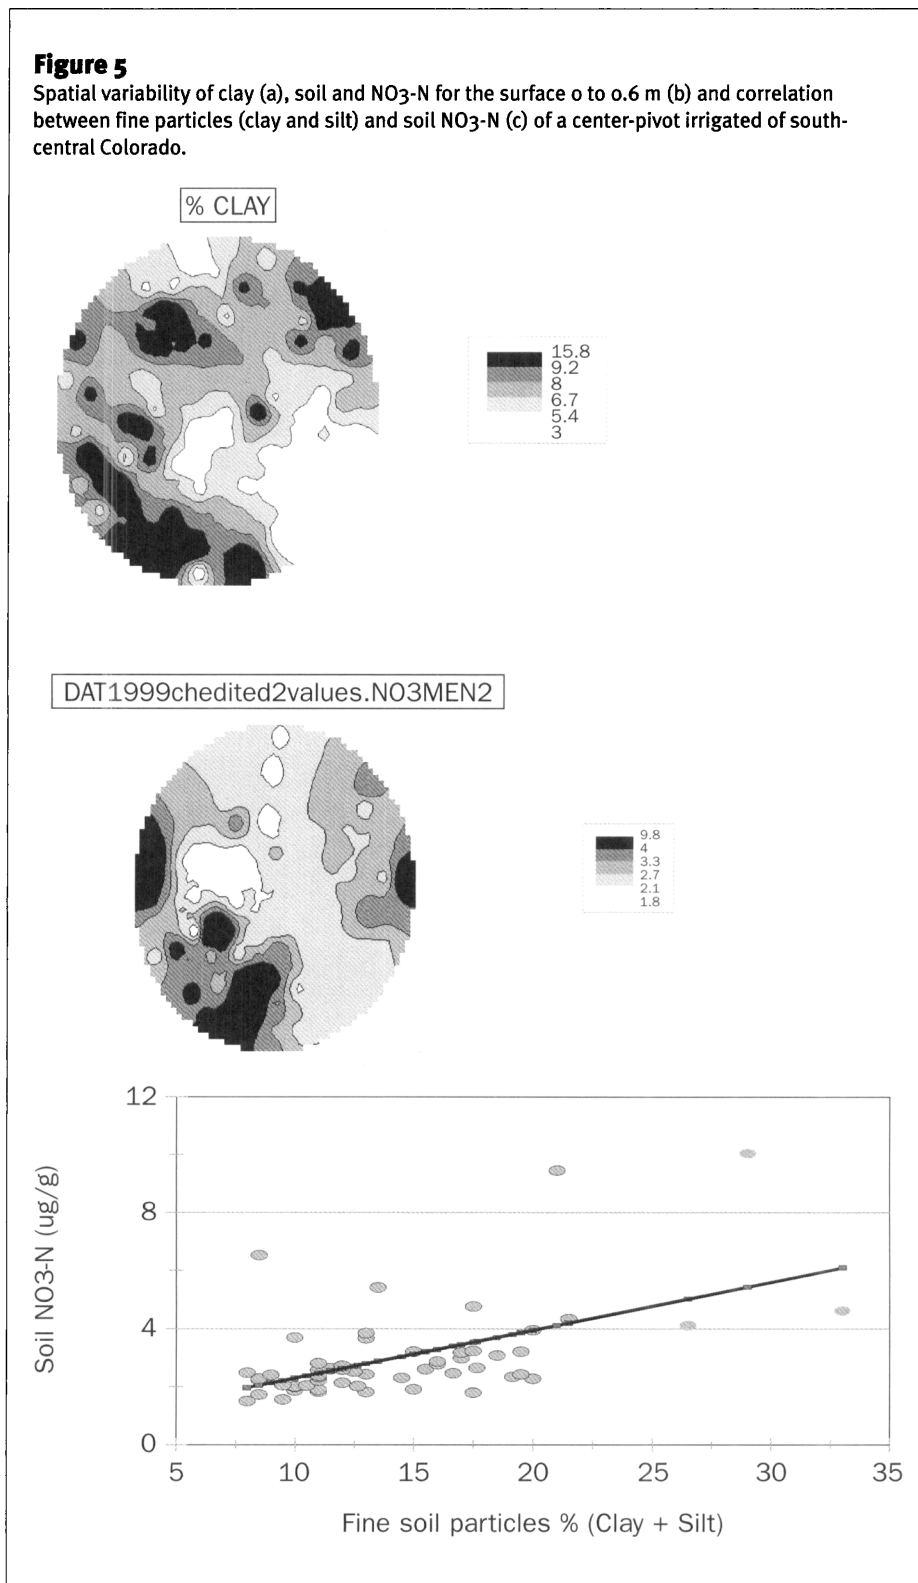 Figure 5
Spatial variability of clay (a), soil and NO3-N for the surface 0 to 0.6 m (b) and correlation
between fine particles (clay and silt) and soil NO3-N (c) of a center-pivot irrigated of south-
central Colorado.
% CLAY
15.8
9.2
8
6.7
5.4
3
DAT1999chedited2values.NO3MEN2
9.8
4
3.3
2.7
2.1
1.8
12
8
4
0
Soil NO3-N (ug/g)
5 10 15 20 25 30 35
Fine soil particles % (Clay + Silt)